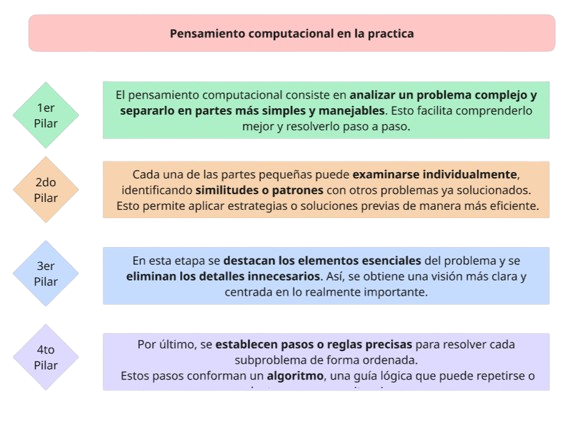 Pensamiento computacional en la practica
1er
Pilar
El pensamiento computacional consiste en analizar un problema complejo y
separarlo en partes más simples y manejables. Esto facilita comprenderlo
mejor y resolverlo paso a paso.
2do
Pilar
Cada una de las partes pequeñas puede examinarse individualmente,
identificando similitudes o patrones con otros problemas ya solucionados.
Esto permite aplicar estrategias o soluciones previas de manera más eficiente.
3er
Pilar
En esta etapa se destacan los elementos esenciales del problema y se
eliminan los detalles innecesarios. Así, se obtiene una visión más clara y
centrada en lo realmente importante.
4to
Pilar
Por último, se establecen pasos o reglas precisas para resolver cada
subproblema de forma ordenada.
Estos pasos conforman un algoritmo, una guía lógica que puede repetirse o